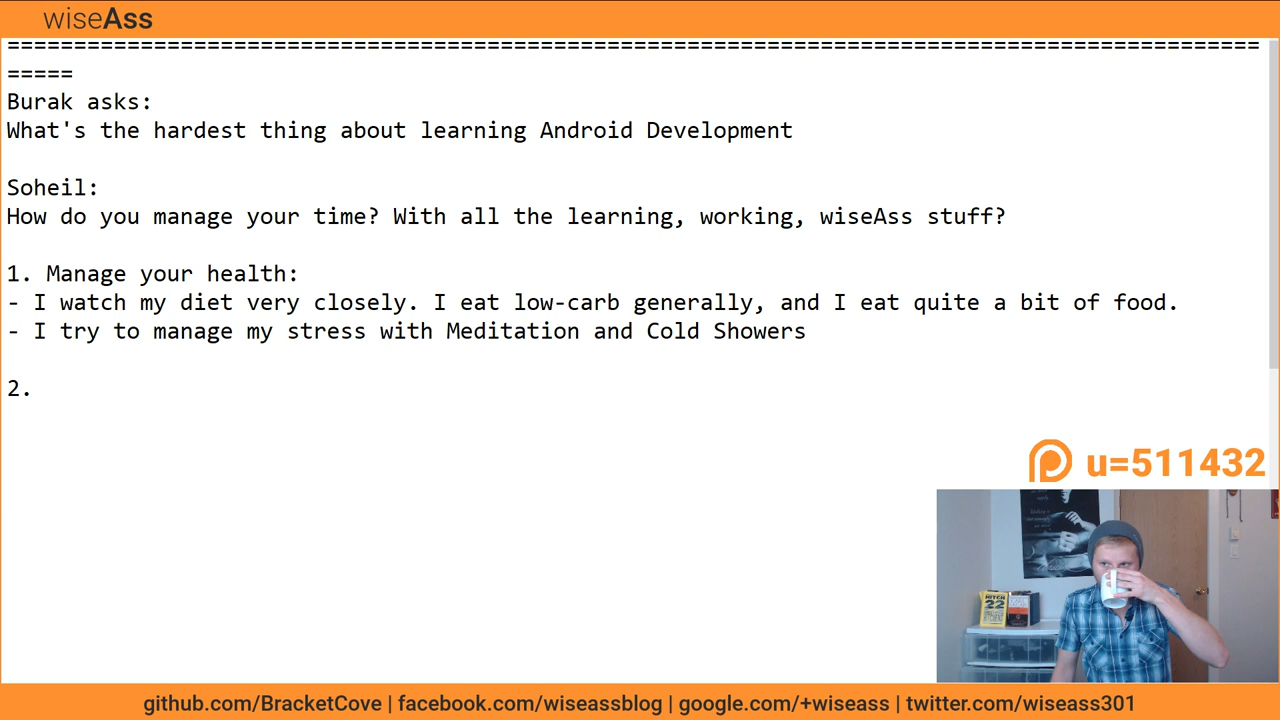 wiseAss
==============================================================================================
=====
Burak asks:
What's the hardest thing about learning Android Development
Soheil:
How do you manage your time? With all the learning, working, wiseAss stuff?
1. Manage your health:
- I watch my diet very closely. I eat low-carb generally, and I eat quite a bit of food.
- I try to manage my stress with Meditation and Cold Showers
2.
u=511432
HITCH
22
github.com/BracketCove | facebook.com/wiseassblog | google.com/+wiseass | twitter.com/wiseass301